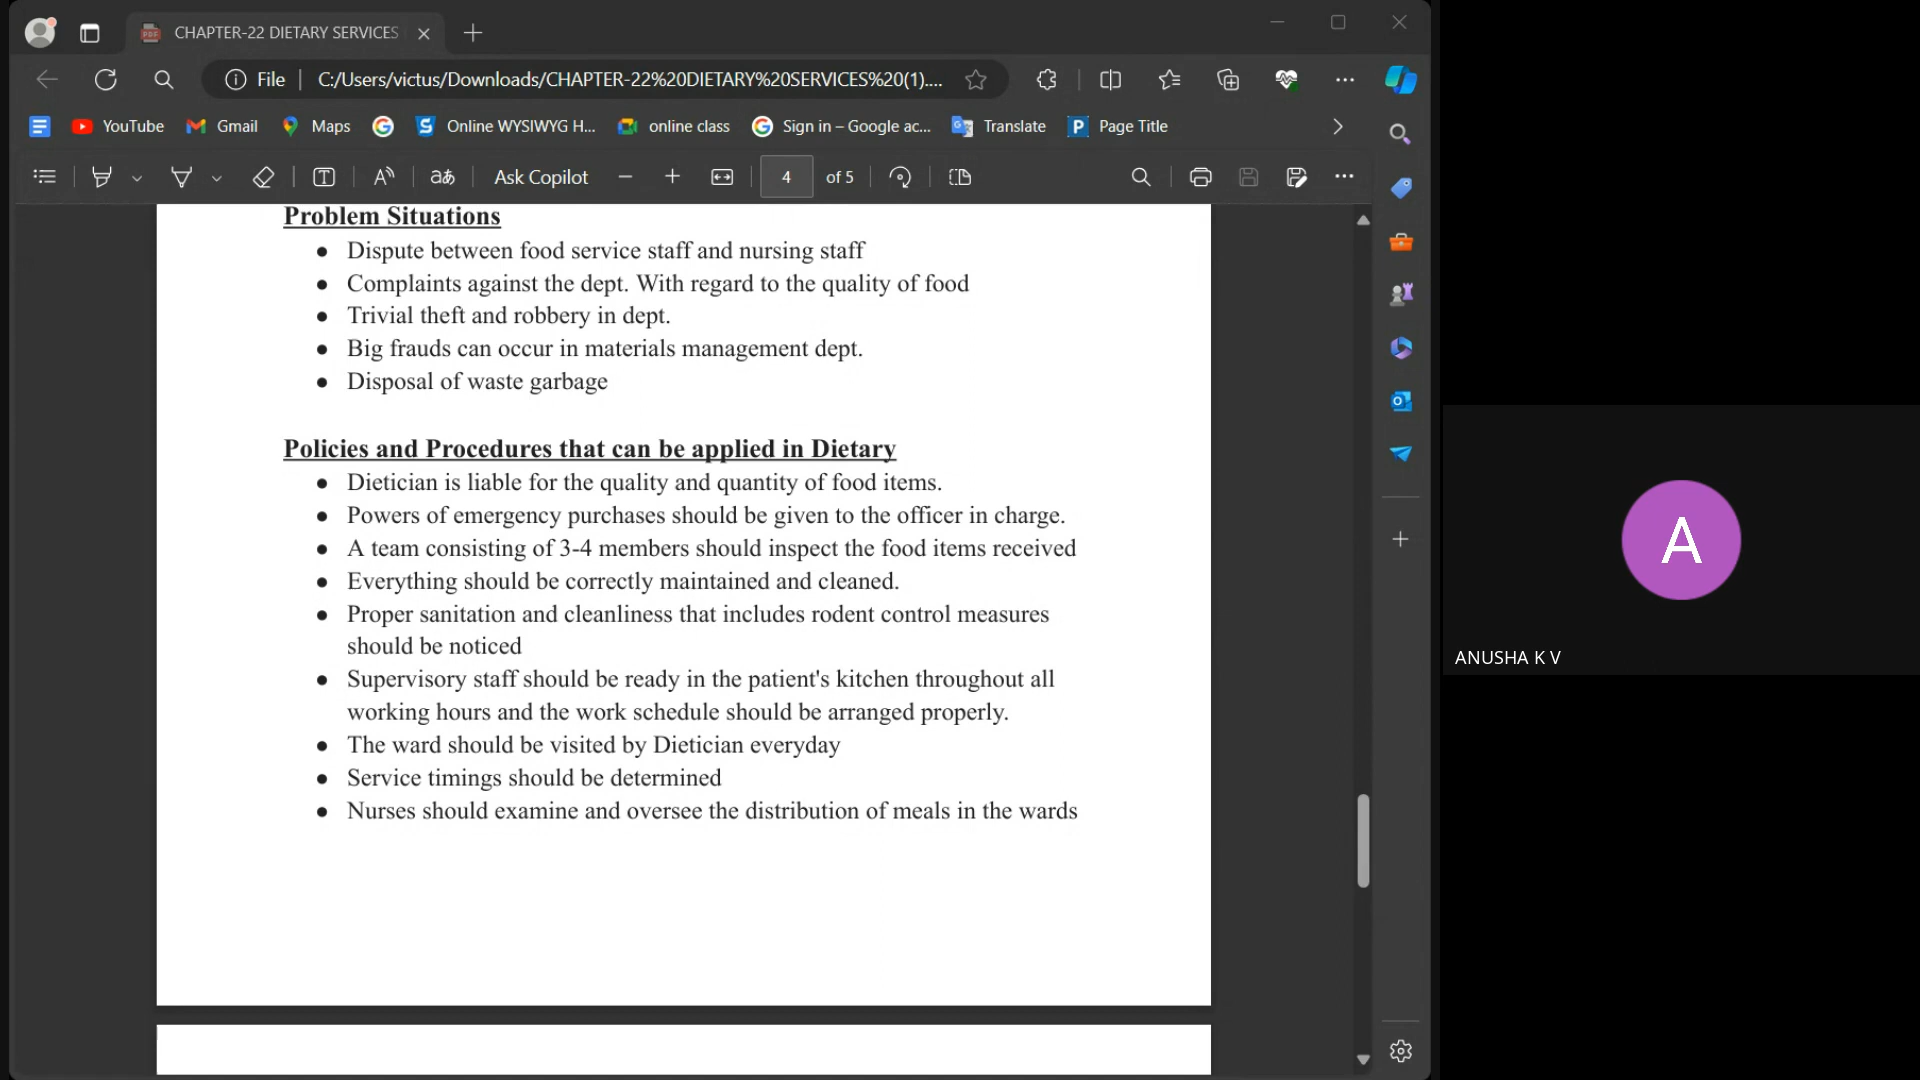 CHAPTER-22 DIETARY SERVICES
File
C:/Users/victus/Downloads/CHAPTER-22%20DIETARY%20SERVICES%20(1)....
YouTube
Gmail
Maps
Online WYSIWYG H...
online class
Sign in – Google ac...
Translate
Page Title
Ask Copilot
4 of 5
Problem Situations
● Dispute between food service staff and nursing staff
● Complaints against the dept. With regard to the quality of food
● Trivial theft and robbery in dept.
● Big frauds can occur in materials management dept.
● Disposal of waste garbage
Policies and Procedures that can be applied in Dietary
● Dietician is liable for the quality and quantity of food items.
● Powers of emergency purchases should be given to the officer in charge.
● A team consisting of 3-4 members should inspect the food items received
● Everything should be correctly maintained and cleaned.
● Proper sanitation and cleanliness that includes rodent control measures
should be noticed
● Supervisory staff should be ready in the patient's kitchen throughout all
working hours and the work schedule should be arranged properly.
● The ward should be visited by Dietician everyday
● Service timings should be determined
● Nurses should examine and oversee the distribution of meals in the wards
A
ANUSHA K V